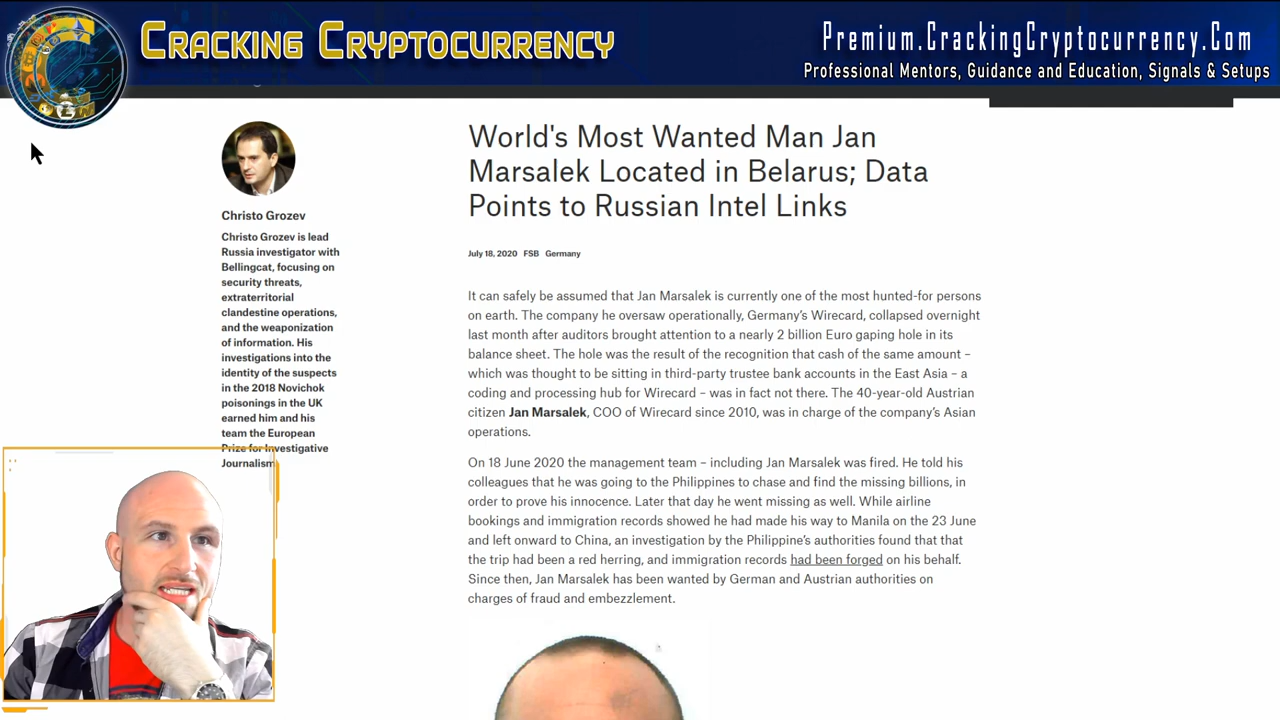 CRACKING CRYPTOCURRENCY
Premium.CrackingCryptocurrency.Com
Professional Mentors, Guidance and Education, Signals & Setups
Christo Grozev
Christo Grozev is lead
Russia investigator with
Bellingcat, focusing on
security threats,
extraterritorial
clandestine operations,
and the weaponization
of information. His
investigations into the
identity of the suspects
in the 2018 Novichok
poisonings in the UK
earned him and his
team the European
Prize for Investigative
Journalism
World's Most Wanted Man Jan
Marsalek Located in Belarus; Data
Points to Russian Intel Links
July 18, 2020 FSB Germany
It can safely be assumed that Jan Marsalek is currently one of the most hunted-for persons
on earth. The company he oversaw operationally, Germany’s Wirecard, collapsed overnight
last month after auditors brought attention to a nearly 2 billion Euro gaping hole in its
balance sheet. The hole was the result of the recognition that cash of the same amount –
which was thought to be sitting in third-party trustee bank accounts in the East Asia – a
coding and processing hub for Wirecard – was in fact not there. The 40-year-old Austrian
citizen Jan Marsalek, COO of Wirecard since 2010, was in charge of the company’s Asian
operations.
On 18 June 2020 the management team – including Jan Marsalek was fired. He told his
colleagues that he was going to the Philippines to chase and find the missing billions, in
order to prove his innocence. Later that day he went missing as well. While airline
bookings and immigration records showed he had made his way to Manila on the 23 June
and left onward to China, an investigation by the Philippine’s authorities found that that
the trip had been a red herring, and immigration records had been forged on his behalf.
Since then, Jan Marsalek has been wanted by German and Austrian authorities on
charges of fraud and embezzlement.